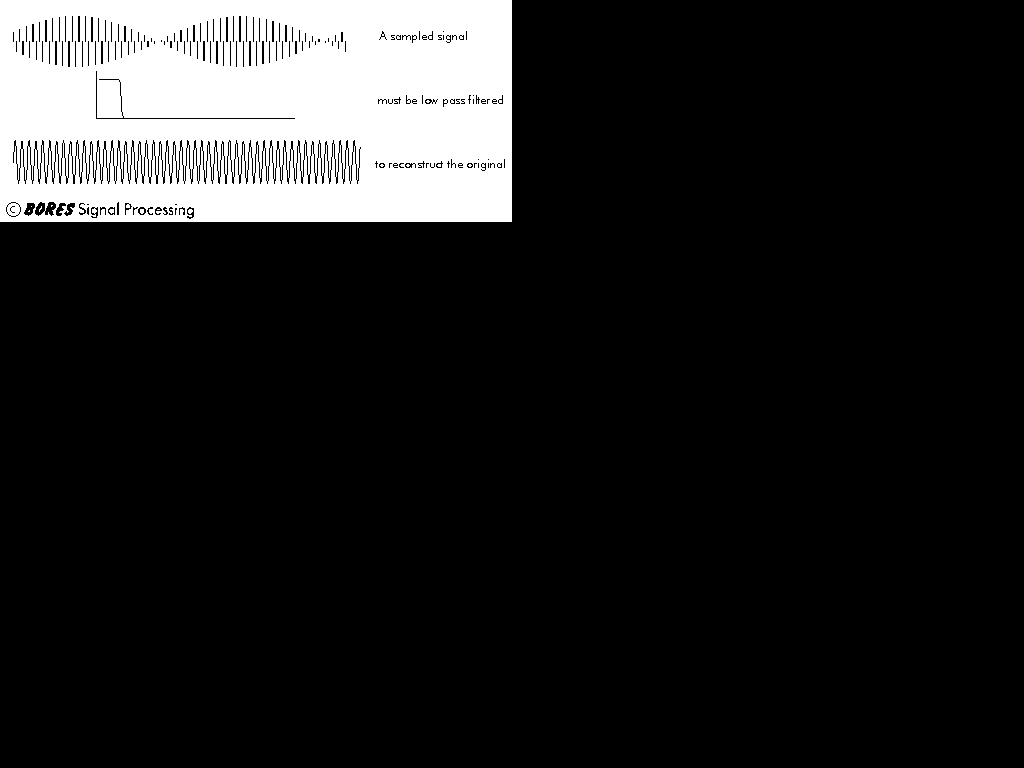 A sampled signal
must be low pass filtered
to reconstruct the original
© BORES Signal Processing